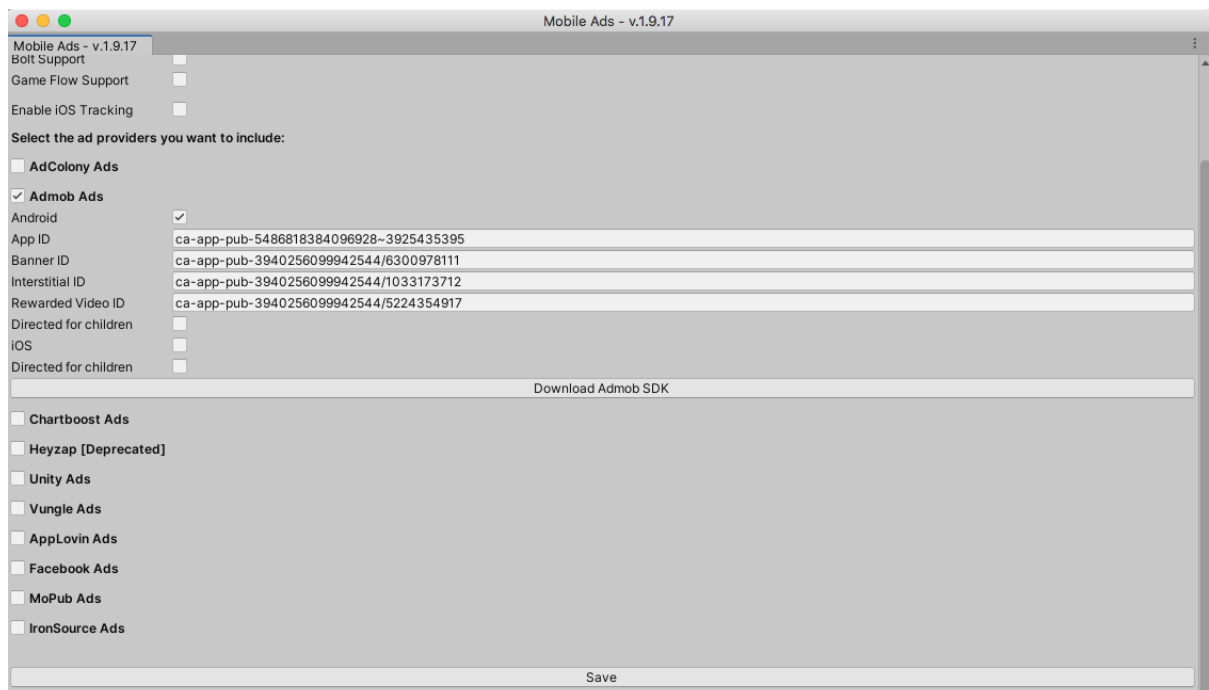 Mobile Ads - v.1.9.17
Mobile Ads - v.1.9.17
Bolt Support
Game Flow Support
Enable iOS Tracking
Select the ad providers you want to include:
AdColony Ads
Admob Ads
Android
App ID ca-app-pub-5486818384096928~3925435395
Banner ID ca-app-pub-3940256099942544/6300978111
Interstitial ID ca-app-pub-3940256099942544/1033173712
Rewarded Video ID ca-app-pub-3940256099942544/5224354917
Directed for children
iOS
Directed for children
Download Admob SDK
Chartboost Ads
Heyzap [Deprecated]
Unity Ads
Vungle Ads
AppLovin Ads
Facebook Ads
MoPub Ads
IronSource Ads
Save